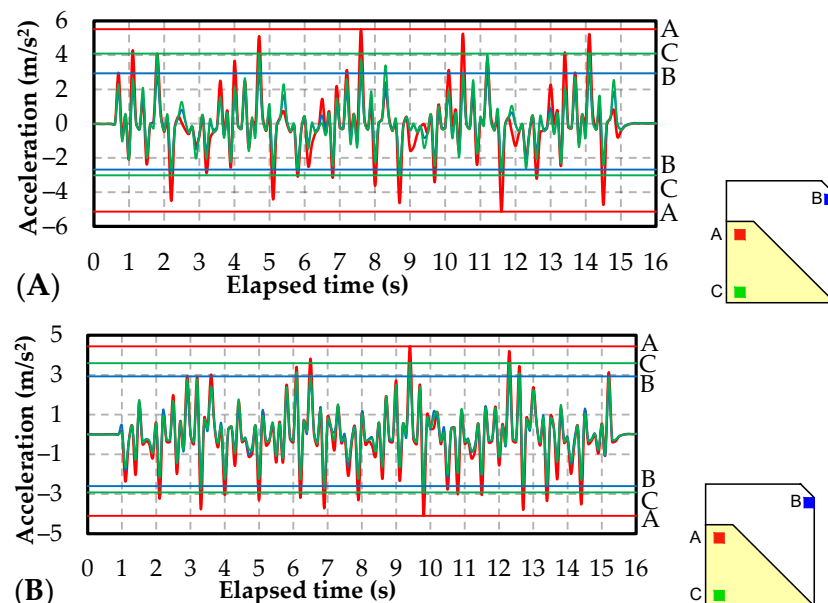 6
4
2
0
–2
–4
–6
Acceleration (m/s²)
A
C
B
B
C
A
0 1 2 3 4 5 6 7 8 9 10 11 12 13 14 15 16
Elapsed time (s)
(A)
B
A
C
5
3
1
–1
–3
–5
Acceleration (m/s²)
A
C
B
B
C
A
0 1 2 3 4 5 6 7 8 9 10 11 12 13 14 15 16
Elapsed time (s)
(B)
B
A
C